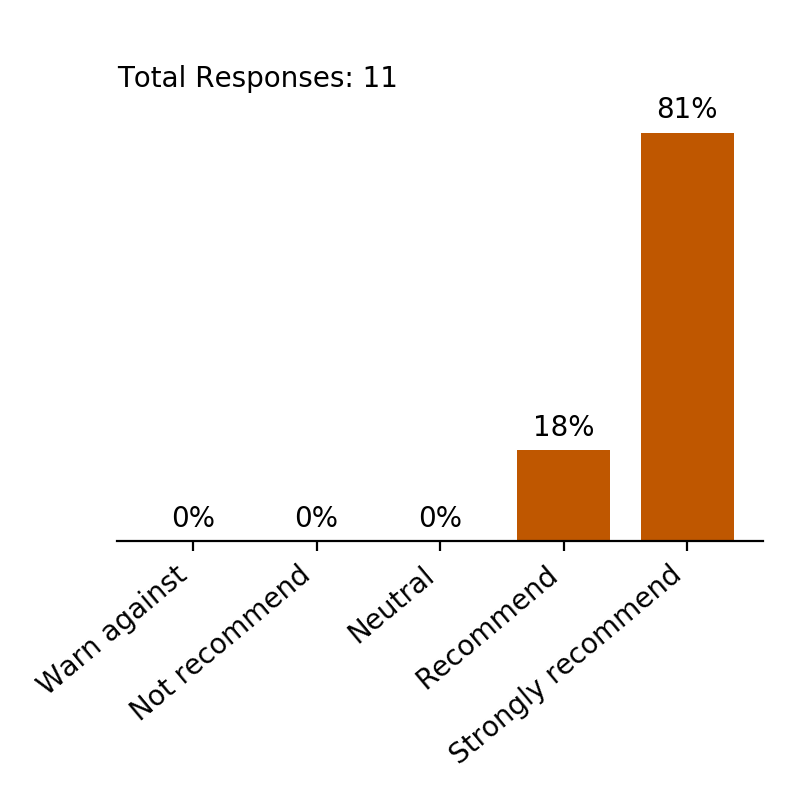 Total Responses: 11
81%
18%
0%
0%
0%
Warn against
Not recommend
Neutral
Recommend
Strongly recommend